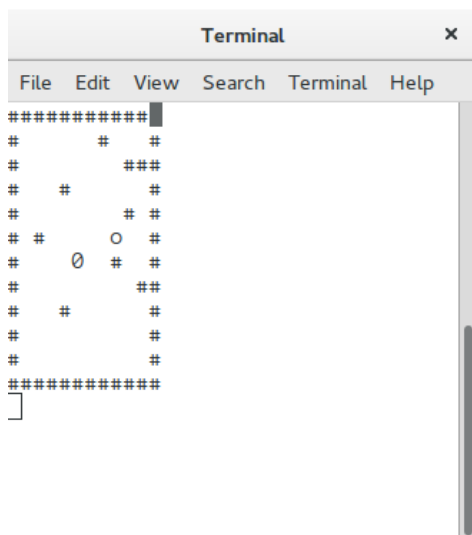 Terminal ×
File Edit View Search Terminal Help
###########
#      #   #
#        ###
#   #      #
#        # #
# #     o  #
#    0  #  #
#         ##
#   #      #
#          #
#          #
############